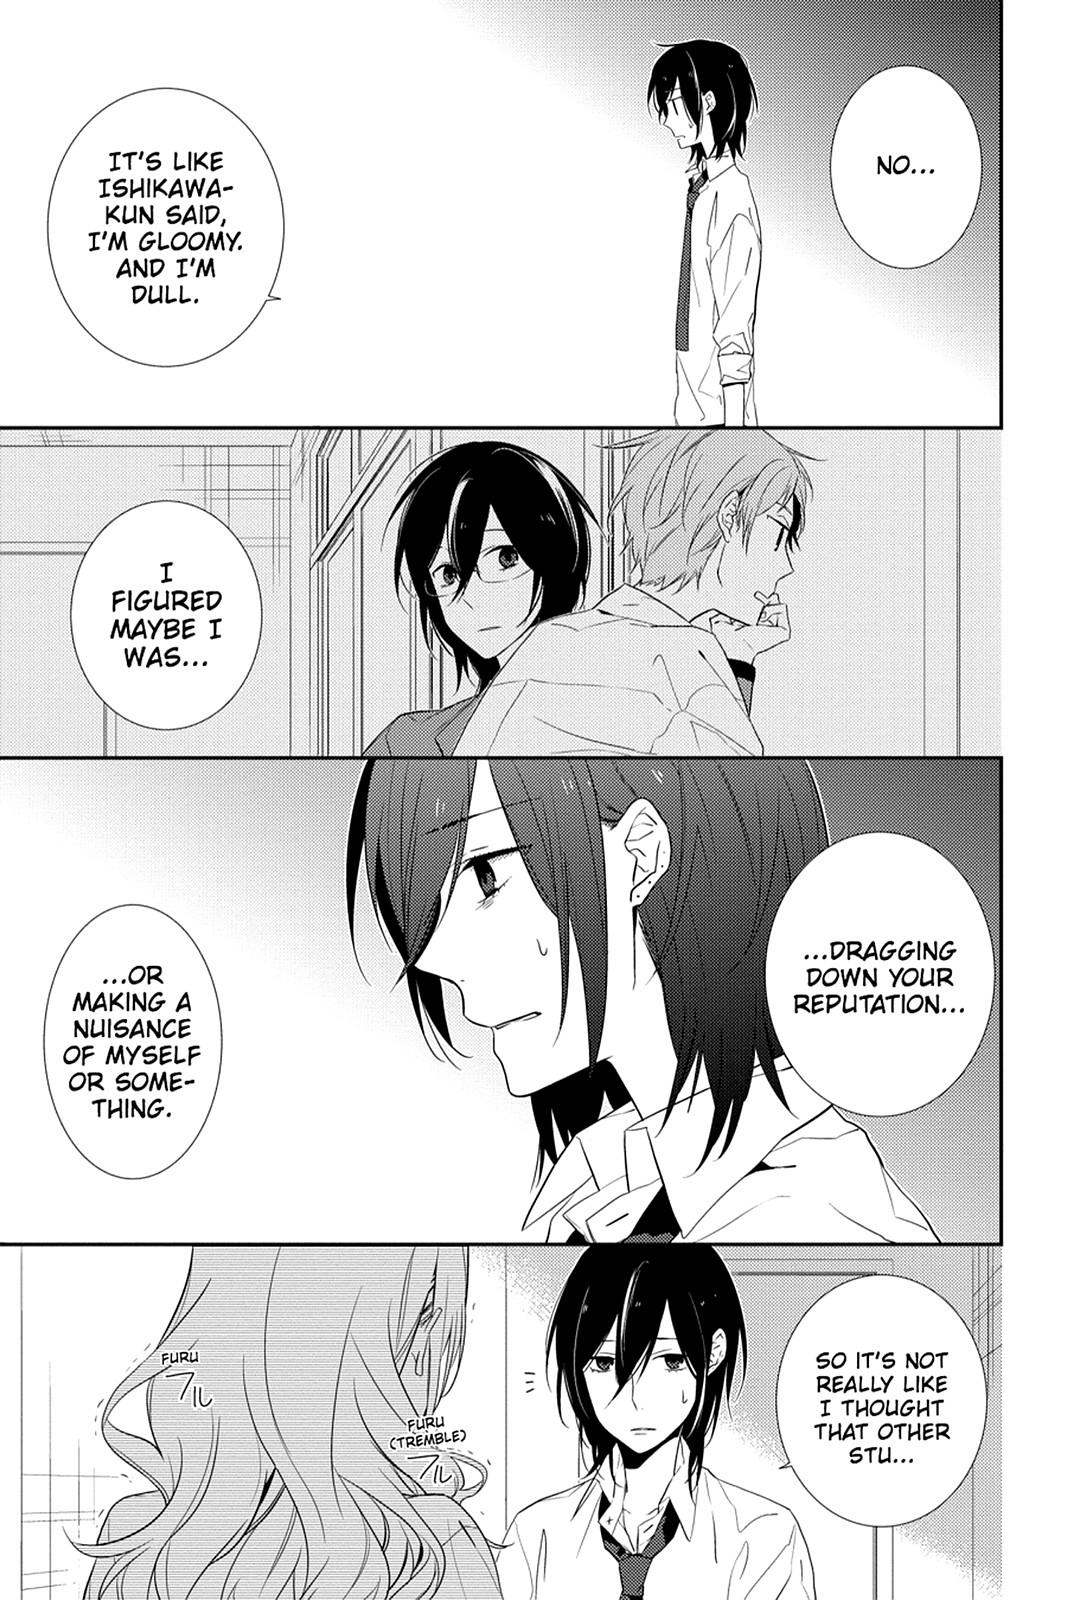 NO...
IT'S LIKE
ISHIKAWA-
KUN SAID,
I'M GLOOMY.
AND I'M
DULL.
I
FIGURED
MAYBE I
WAS...
...DRAGGING
DOWN YOUR
REPUTATION...
...OR
MAKING A
NUISANCE
OF MYSELF
OR SOME-
THING.
SO IT'S NOT
REALLY LIKE
I THOUGHT
THAT OTHER
STU...
FURU
フル
FURU
(TREMBLE)
フル